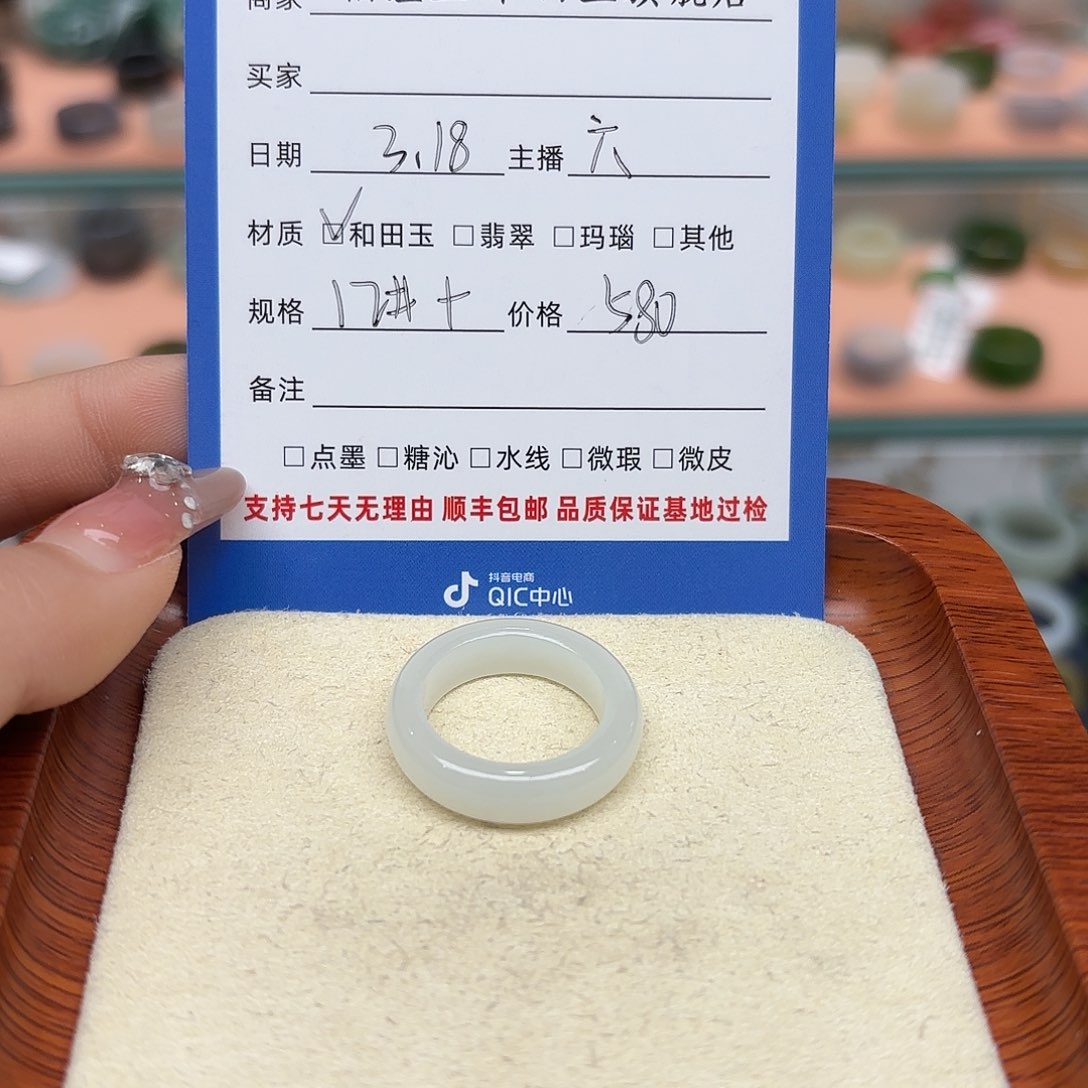 商家
买家
日期 3.18 主播 六
材质 ☑和田玉 □翡翠 □玛瑙 □其他
规格 17#+ 价格 580
备注
□点墨 □糖沁 □水线 □微瑕 □微皮
支持七天无理由 顺丰包邮 品质保证基地过检
抖音电商
QIC中心